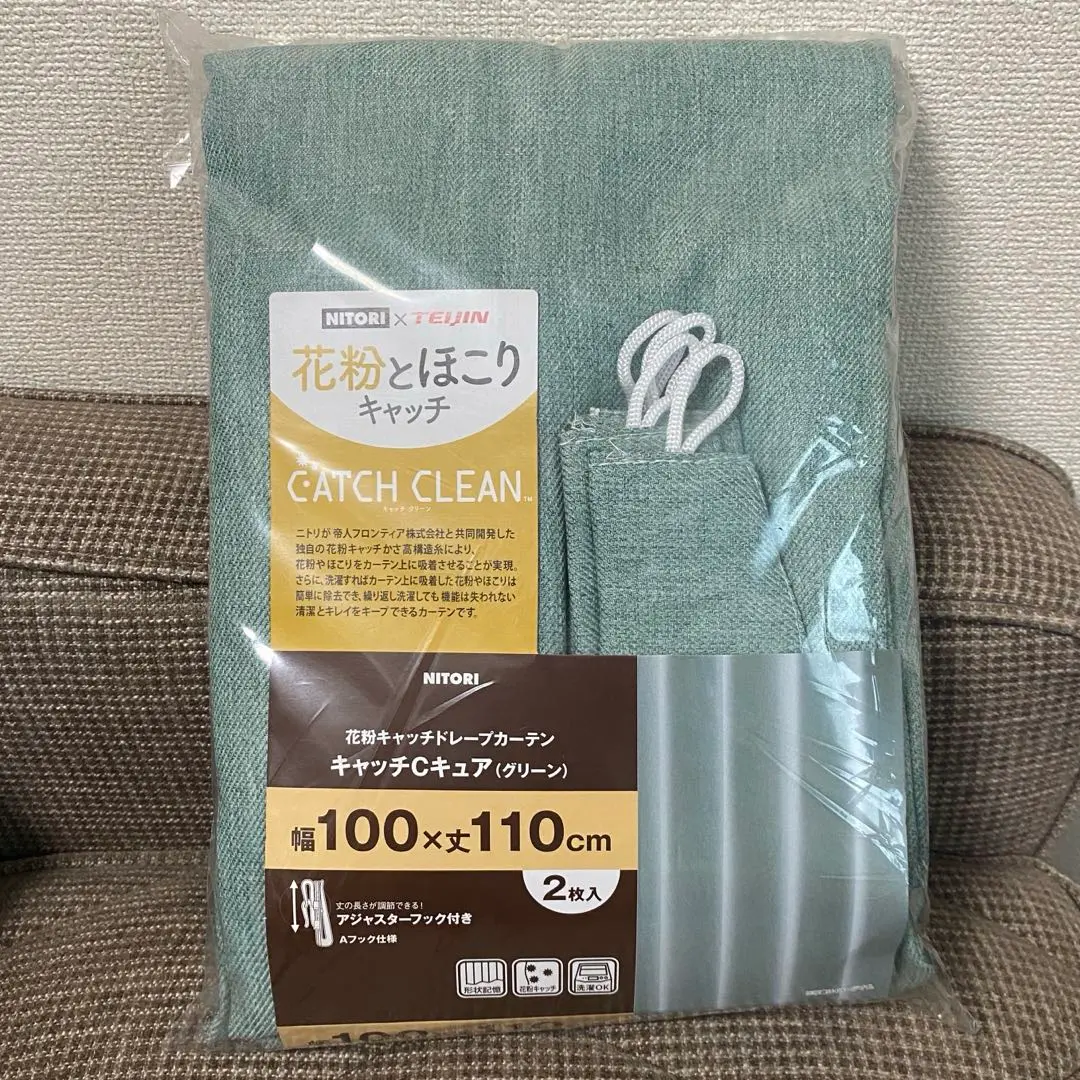 NITORI×TEIJIN
花粉とほこり
キャッチ
CATCH CLEAN™
キャッチ クリーン
ニトリが帝人フロンティア株式会社と共同開発した
独自の花粉キャッチかさ高構造糸により、
花粉やほこりをカーテン上に吸着させることが実現。
さらに、洗濯すればカーテン上に吸着した花粉やほこりは
簡単に除去でき、繰り返し洗濯しても機能は失われない
清潔とキレイをキープできるカーテンです。
NITORI
花粉キャッチドレープカーテン
キャッチCキュア(グリーン)
幅100×丈110cm
2枚入
丈の長さが調節できる!
アジャスターフック付き
Aフック仕様
形状記憶
花粉キャッチ
洗濯OK